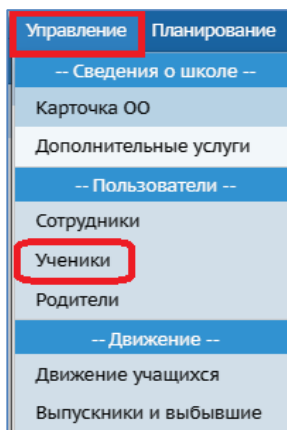 Управление Планирование
-- Сведения о школе --
Карточка ОО
Дополнительные услуги
-- Пользователи --
Сотрудники
Ученики
Родители
-- Движение --
Движение учащихся
Выпускники и выбывшие